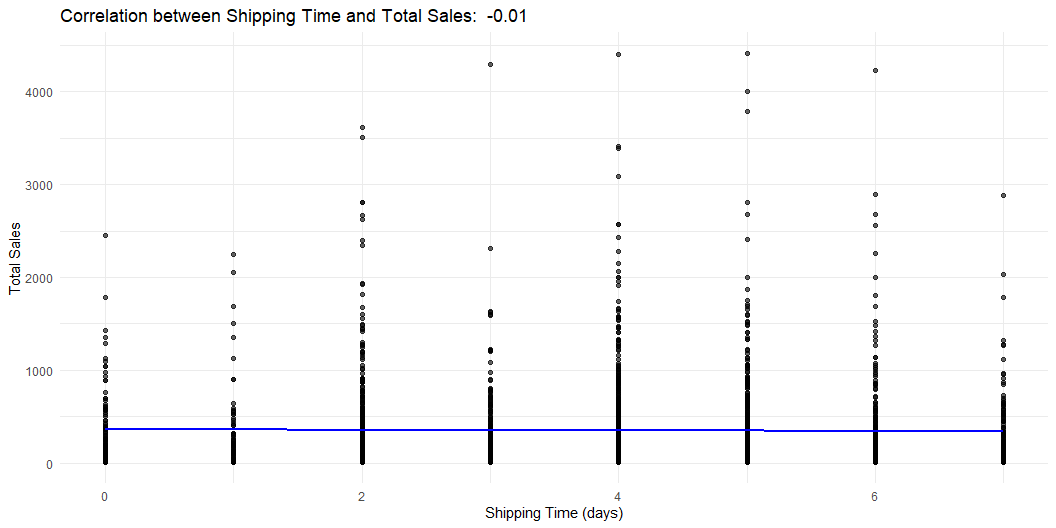 Correlation between Shipping Time and Total Sales:  -0.01
Total Sales
4000
3000
2000
1000
0
0 2 4 6
Shipping Time (days)